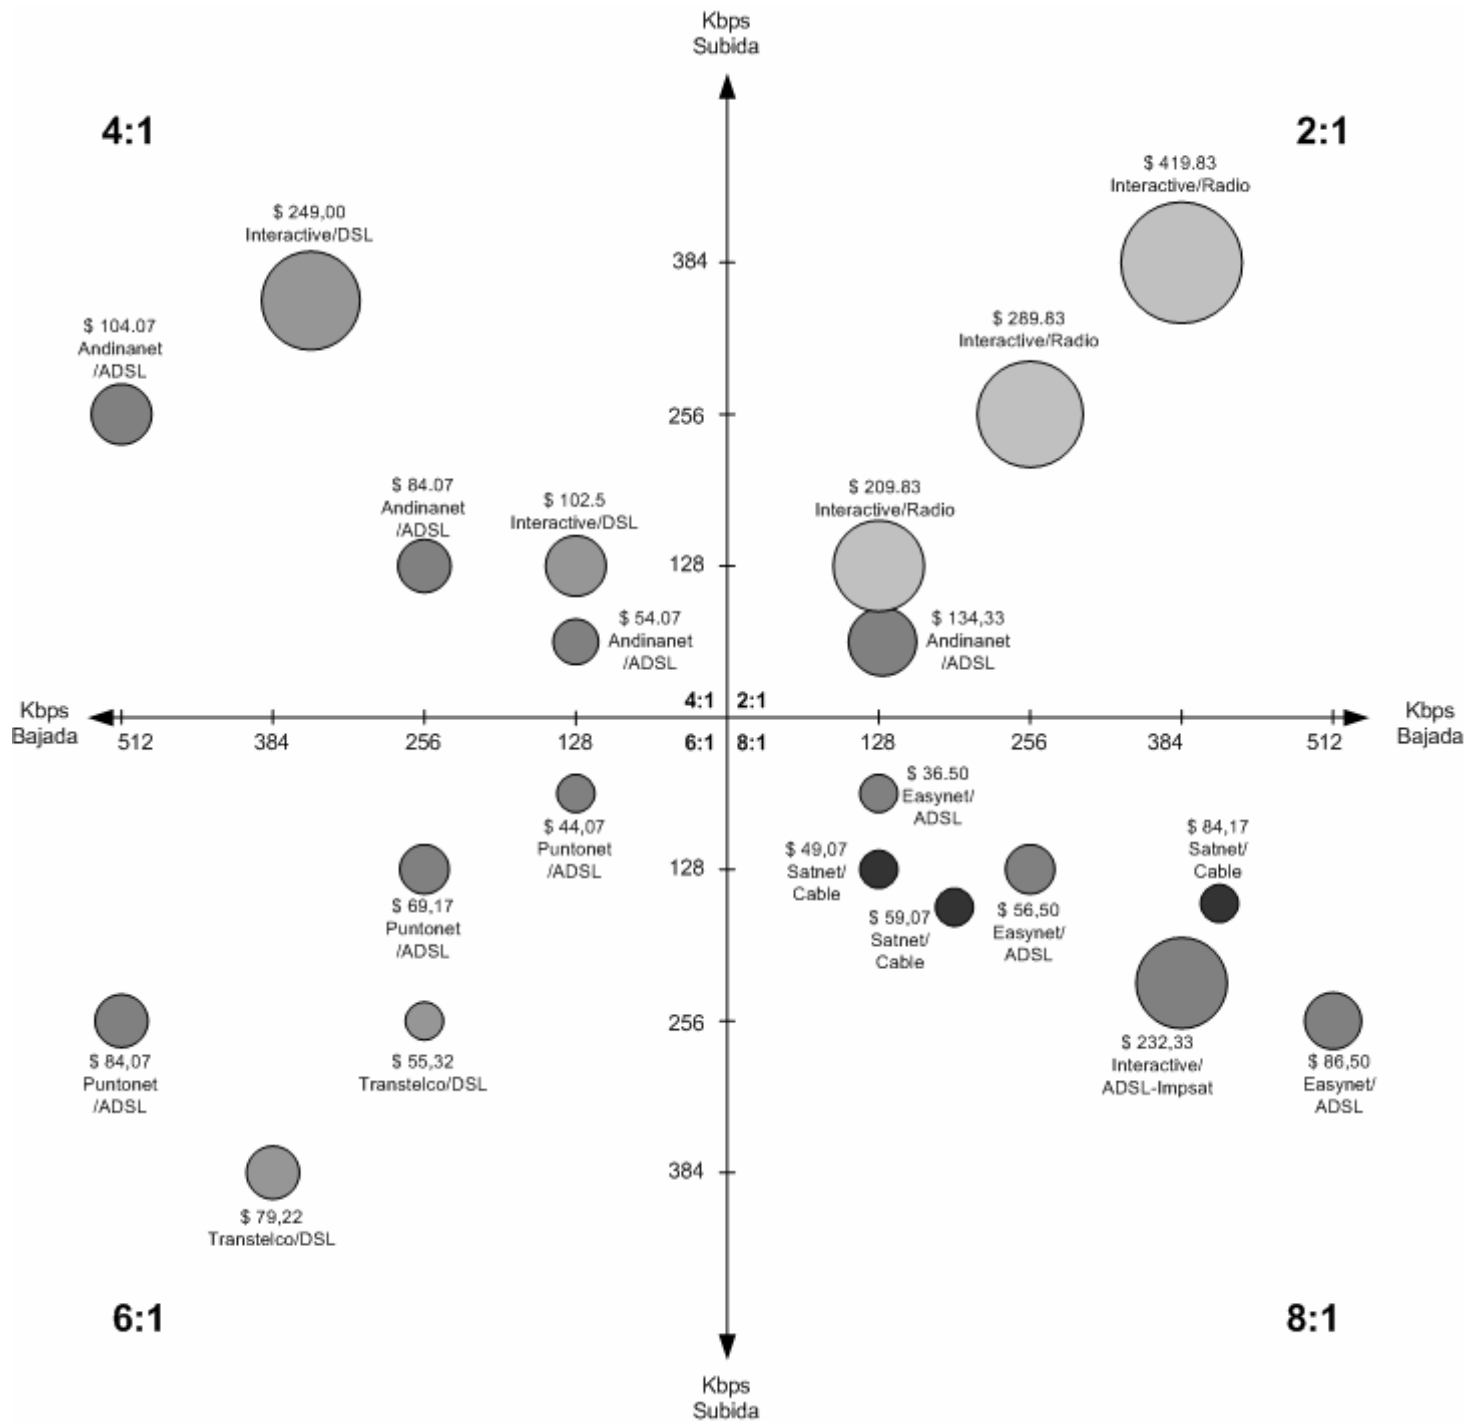 Kbps
Subida
4:1
2:1
$ 419.83
Interactive/Radio
$ 249,00
Interactive/DSL
384
$ 104.07
Andinanet
/ADSL
$ 289.83
Interactive/Radio
256
$ 84.07
Andinanet
/ADSL
$ 102.5
Interactive/DSL
$ 209.83
Interactive/Radio
128
$ 54.07
Andinanet
/ADSL
$ 134,33
Andinanet
/ADSL
4:1
2:1
Kbps
Bajada
Kbps
Bajada
512
384
256
128
6:1
8:1
128
256
384
512
$ 36.50
Easynet/
ADSL
$ 44,07
Puntonet
/ADSL
$ 49,07
Satnet/
Cable
$ 84,17
Satnet/
Cable
128
$ 69,17
Puntonet
/ADSL
$ 59,07
Satnet/
Cable
$ 56,50
Easynet/
ADSL
256
$ 84,07
Puntonet
/ADSL
$ 55,32
Transtelco/DSL
$ 232,33
Interactive/
ADSL-Impsat
$ 86,50
Easynet/
ADSL
384
$ 79,22
Transtelco/DSL
6:1
8:1
Kbps
Subida